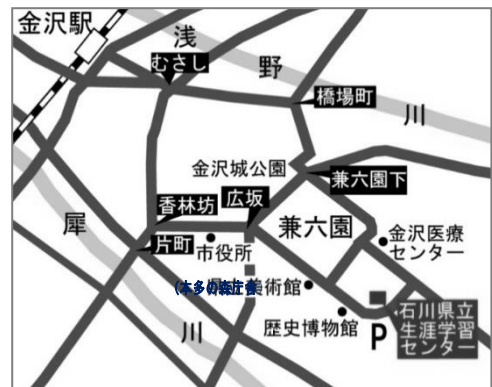 金沢駅
浅野川
むさし
橋場町
金沢城公園
兼六園下
香林坊
広坂
兼六園
金沢医療
センター
犀川
片町
市役所
美術館
歴史博物館
P
石川県立
生涯学習
センター